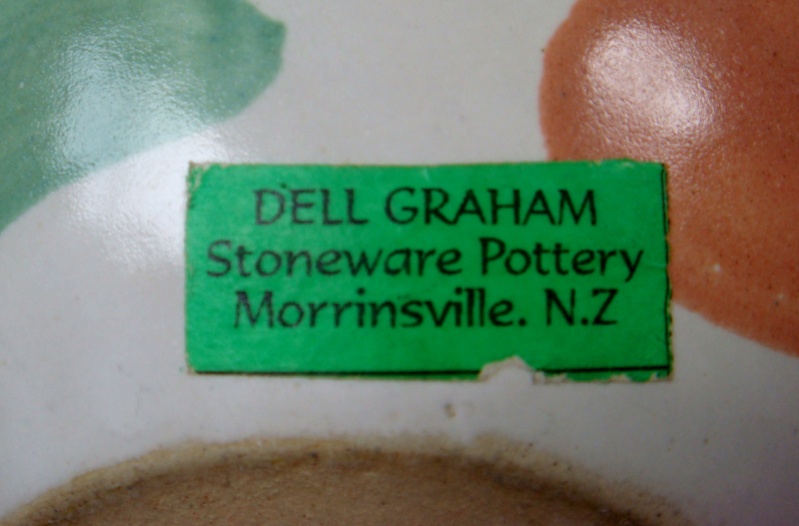 DELL GRAHAM
Stoneware Pottery
Morrinsville. N.Z